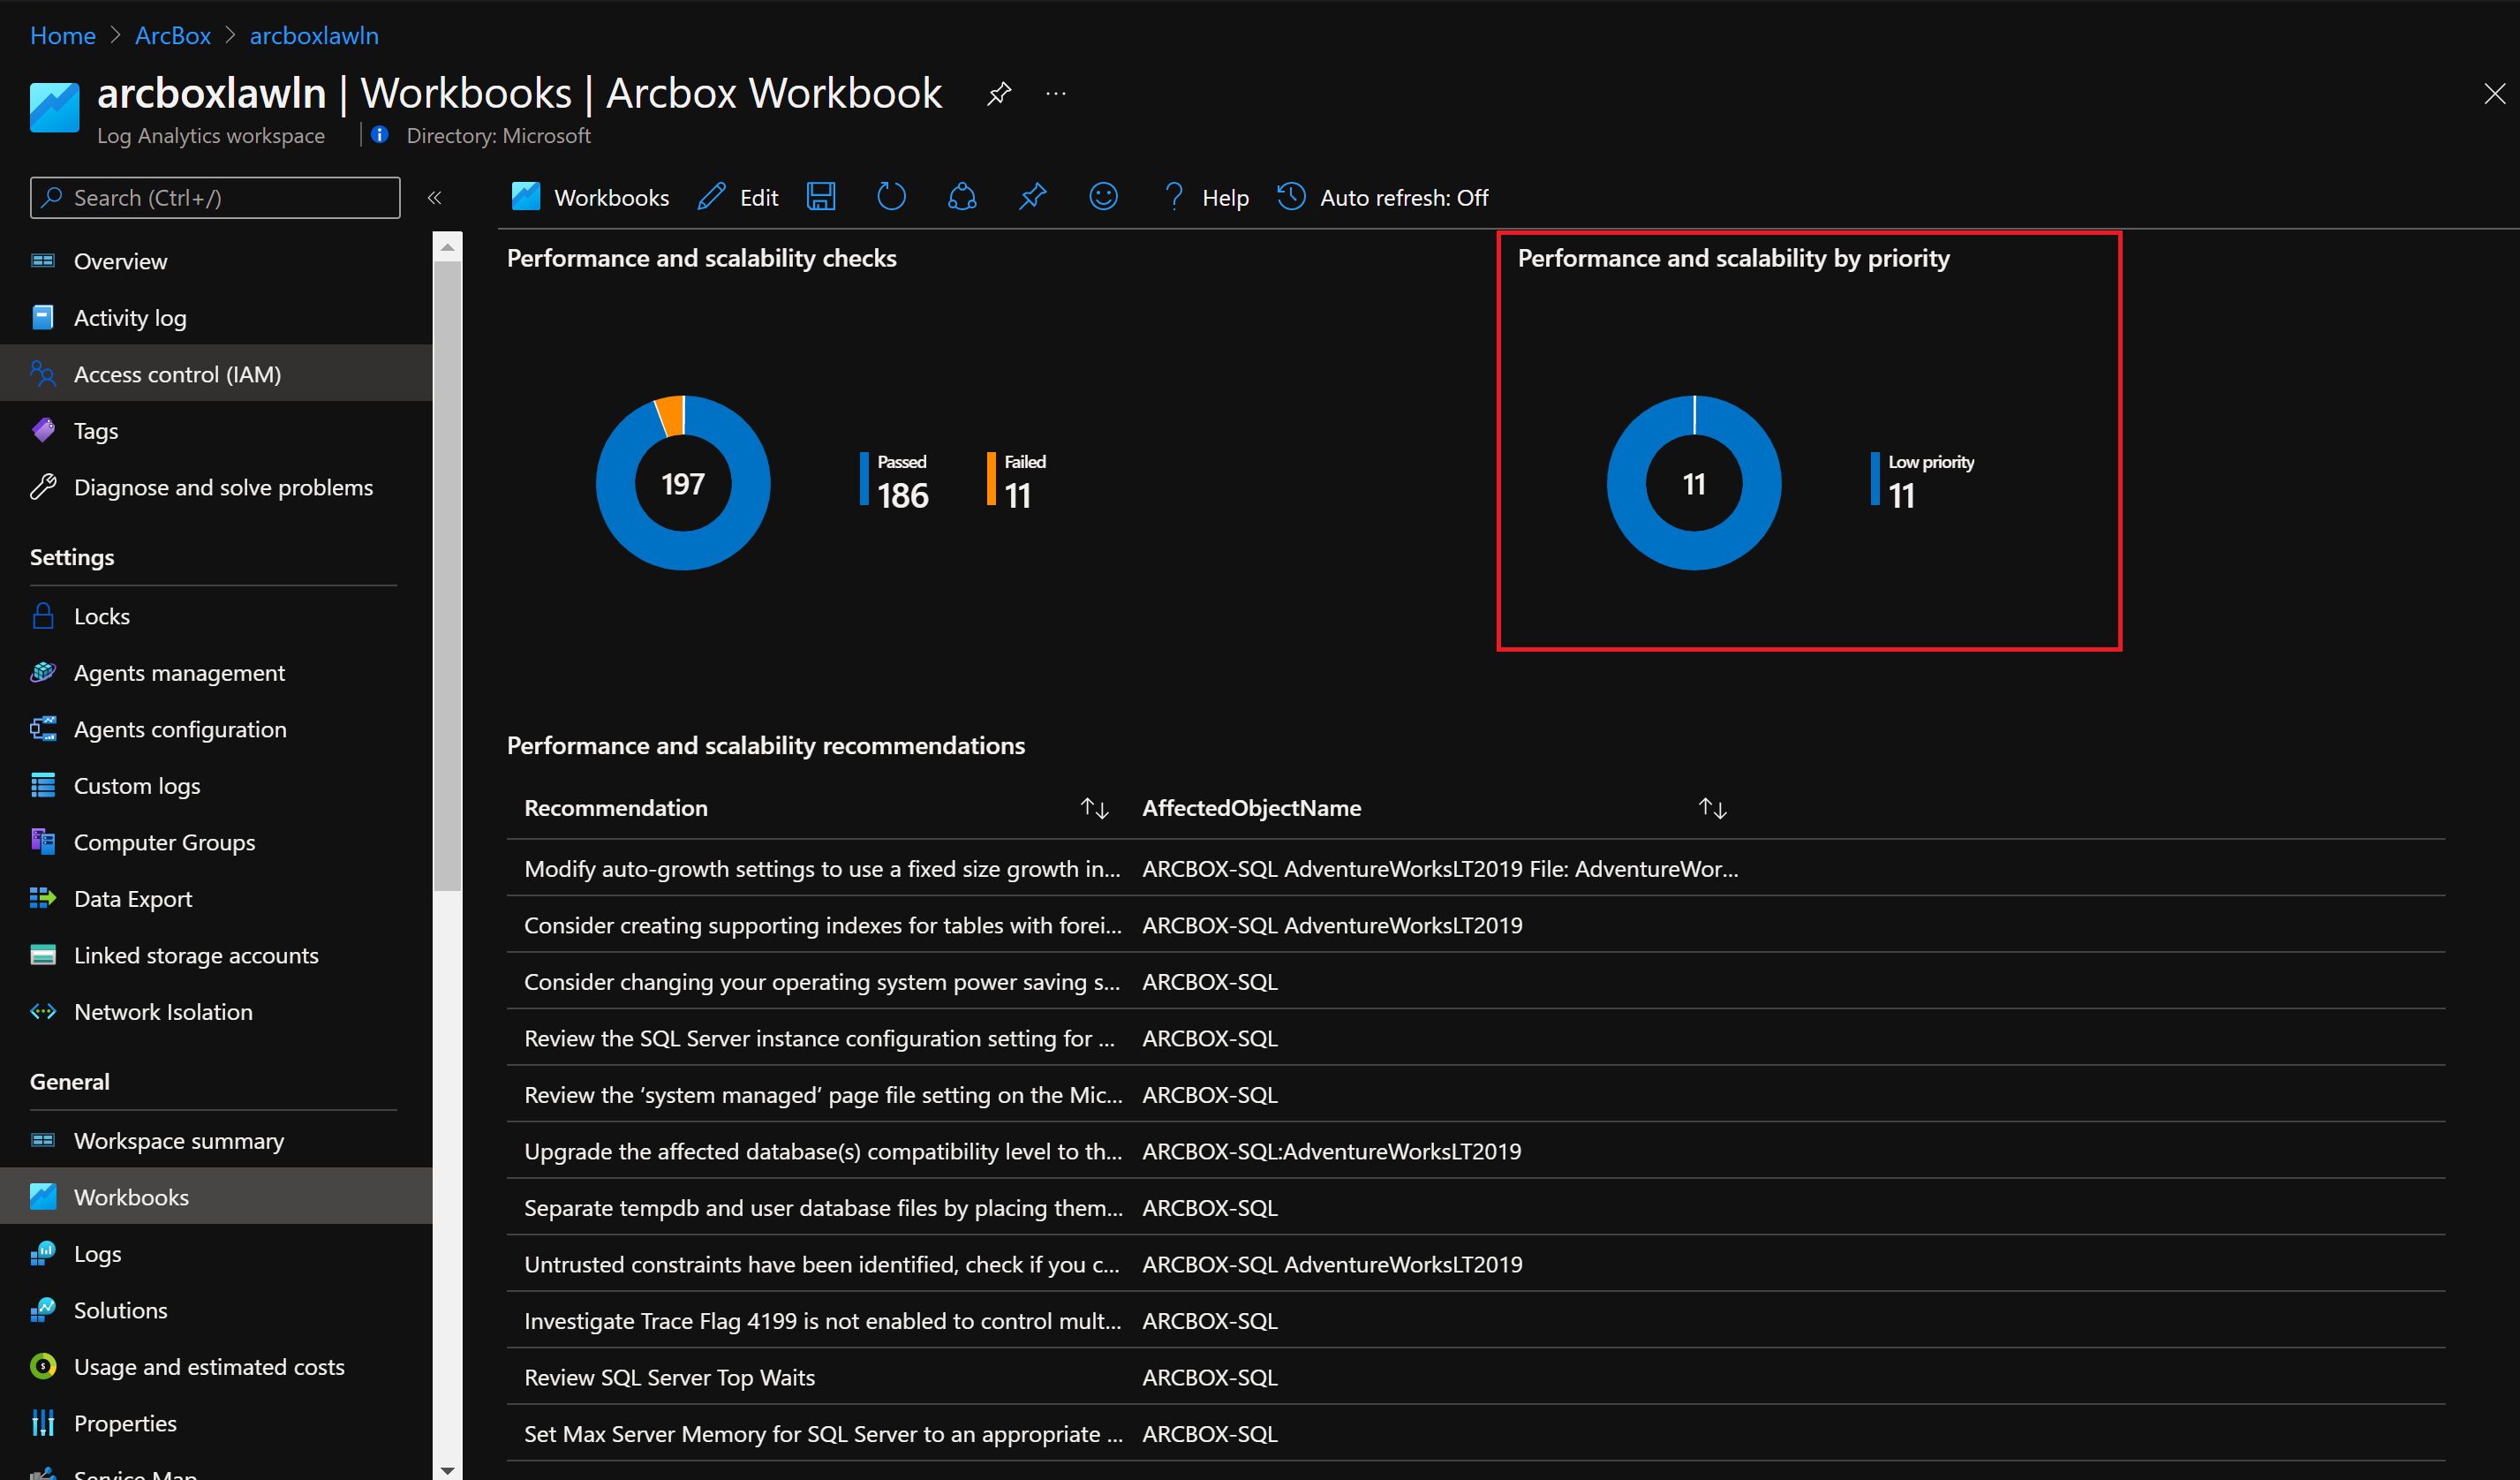 Home > ArcBox > arcboxlawln
arcboxlawln | Workbooks | Arcbox Workbook ...
Log Analytics workspace | Directory: Microsoft
Search (Ctrl+/)
«
Overview
Activity log
Access control (IAM)
Tags
Diagnose and solve problems
Settings
Locks
Agents management
Agents configuration
Custom logs
Computer Groups
Data Export
Linked storage accounts
Network Isolation
General
Workspace summary
Workbooks
Logs
Solutions
Usage and estimated costs
Properties
Service Map
Workbooks Edit Help Auto refresh: Off
Performance and scalability checks
197
Passed
186
Failed
11
Performance and scalability by priority
11
Low priority
11
Performance and scalability recommendations
Recommendation ↑↓ AffectedObjectName ↑↓
Modify auto-growth settings to use a fixed size growth in... ARCBOX-SQL AdventureWorksLT2019 File: AdventureWor...
Consider creating supporting indexes for tables with forei... ARCBOX-SQL AdventureWorksLT2019
Consider changing your operating system power saving s... ARCBOX-SQL
Review the SQL Server instance configuration setting for ... ARCBOX-SQL
Review the ‘system managed’ page file setting on the Mic... ARCBOX-SQL
Upgrade the affected database(s) compatibility level to th... ARCBOX-SQL:AdventureWorksLT2019
Separate tempdb and user database files by placing them... ARCBOX-SQL
Untrusted constraints have been identified, check if you c... ARCBOX-SQL AdventureWorksLT2019
Investigate Trace Flag 4199 is not enabled to control mult... ARCBOX-SQL
Review SQL Server Top Waits ARCBOX-SQL
Set Max Server Memory for SQL Server to an appropriate ... ARCBOX-SQL